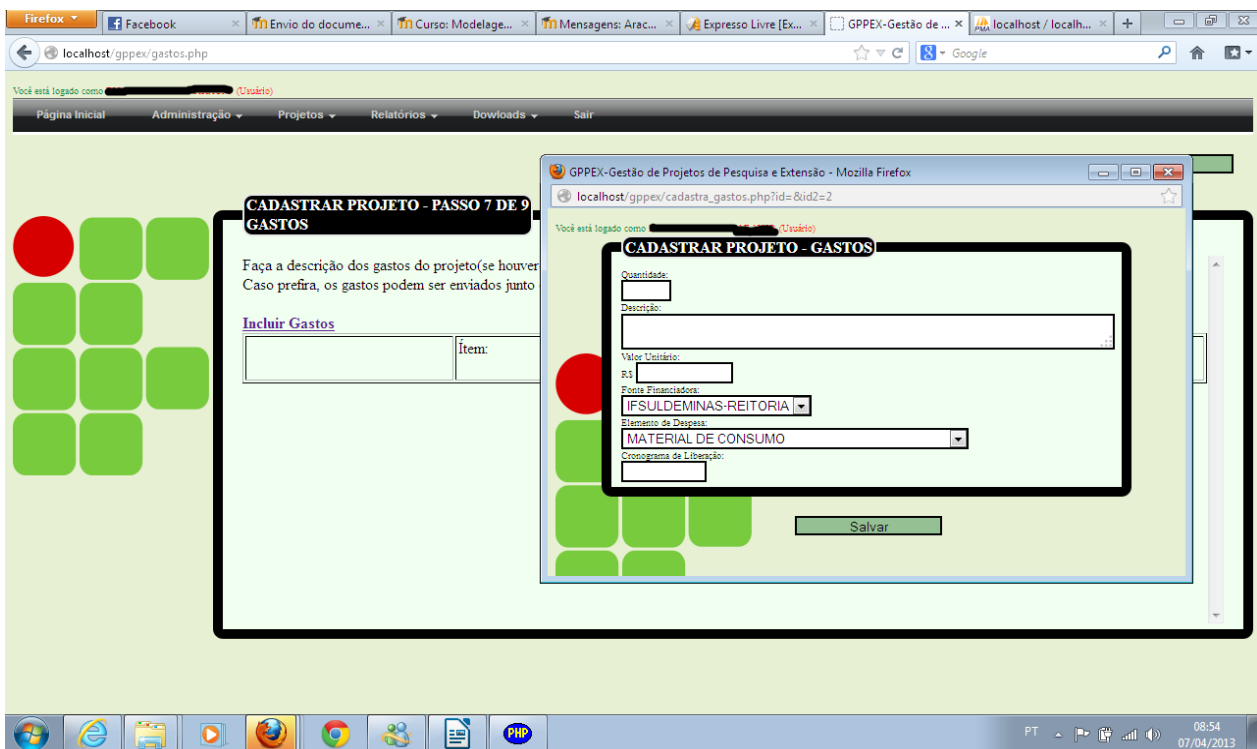 Firefox
Facebook
Envio do docume...
Curso: Modelage...
Mensagens: Arac...
Expresso Livre [Ex...
GPPEX-Gestão de ...
localhost / localh...
localhost/gppex/gastos.php
Google
Você está logado como
(Usuário)
Página Inicial
Administração
Projetos
Relatórios
Dowloads
Sair
CADASTRAR PROJETO - PASSO 7 DE 9
GASTOS
Faça a descrição dos gastos do projeto(se houver
Caso prefira, os gastos podem ser enviados junto
Incluir Gastos
Ítem:
GPPEX-Gestão de Projetos de Pesquisa e Extensão - Mozilla Firefox
localhost/gppex/cadastra_gastos.php?id=&id2=2
Você está logado como
(Usuário)
CADASTRAR PROJETO - GASTOS
Quantidade:
Descrição:
Valor Unitário:
R$
Fonte Financiadora:
IFSULDEMINAS-REITORIA
Elemento de Despesa:
MATERIAL DE CONSUMO
Cronograma de Liberação:
Salvar
PHP
PT
08:54
07/04/2013